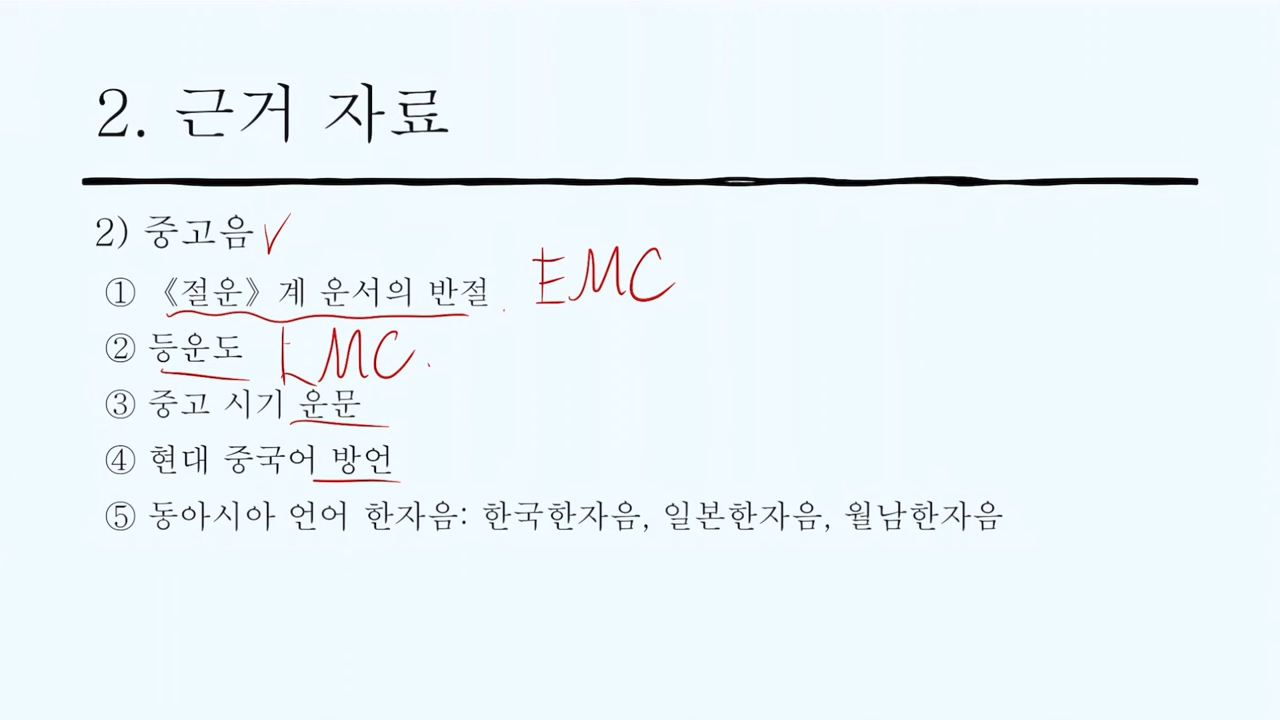 2. 근거 자료
2) 중고음
① 《절운》계 운서의 반절 EMC
② 등운도 LMC.
③ 중고 시기 운문
④ 현대 중국어 방언
⑤ 동아시아 언어 한자음: 한국한자음, 일본한자음, 월남한자음